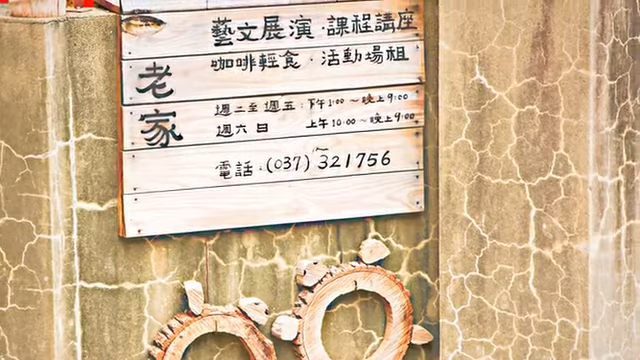 藝文展演·課程講座
咖啡輕食·活動場租
老家
週二至週五：下午1:00～晚上9:00
週六日 上午10:00～晚上9:00
電話：(037) 321756